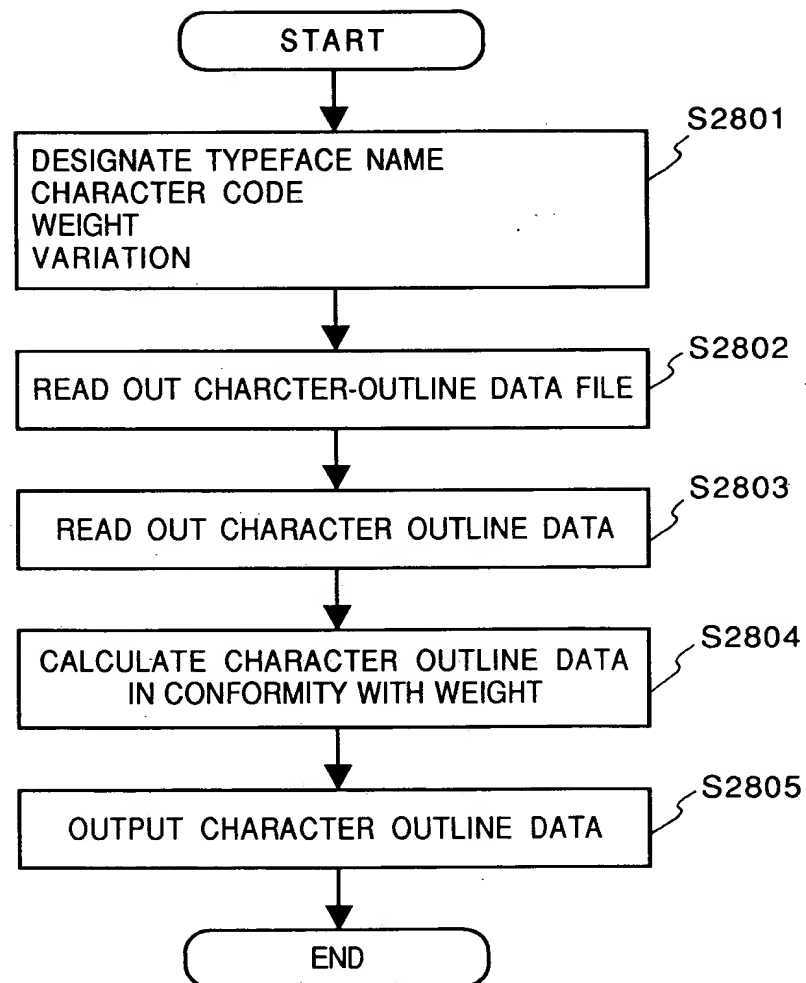 START
S2801
DESIGNATE TYPEFACE NAME
CHARACTER CODE
WEIGHT
VARIATION
S2802
READ OUT CHARCTER-OUTLINE DATA FILE
S2803
READ OUT CHARACTER OUTLINE DATA
S2804
CALCULATE CHARACTER OUTLINE DATA
IN CONFORMITY WITH WEIGHT
S2805
OUTPUT CHARACTER OUTLINE DATA
END